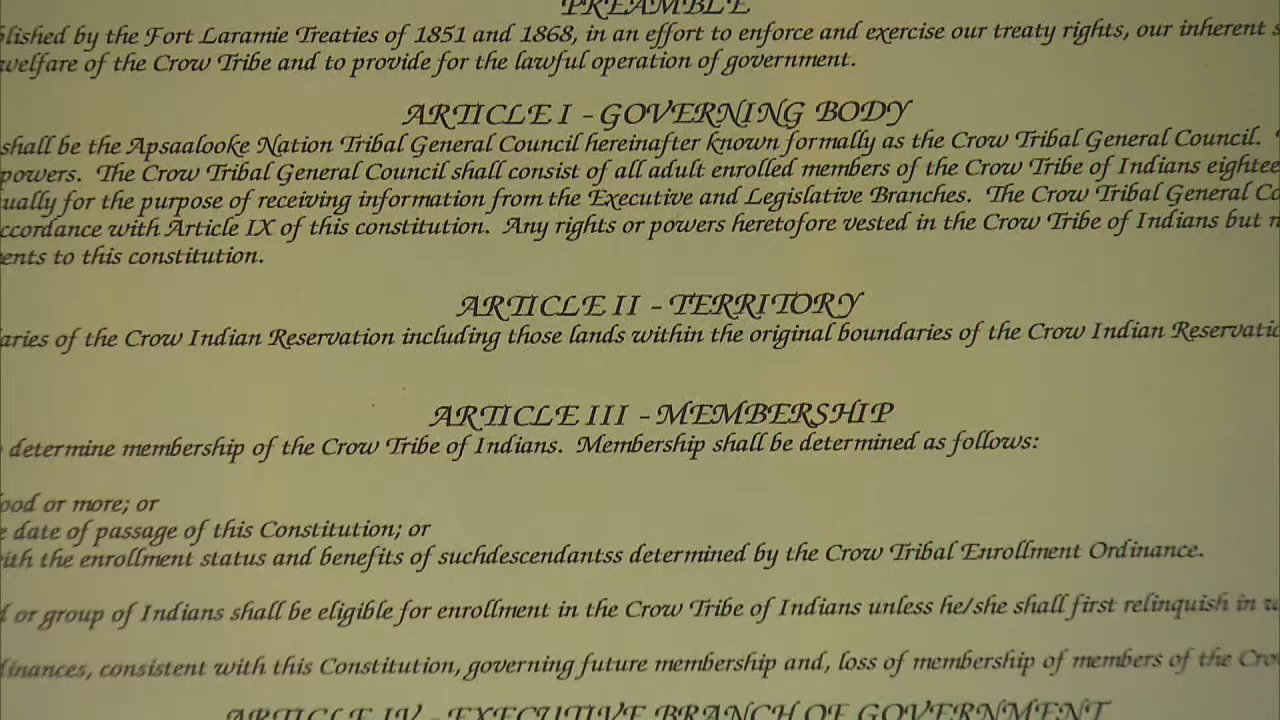 PREAMBLE
lished by the Fort Laramie Treaties of 1851 and 1868, in an effort to enforce and exercise our treaty rights, our inherent s
welfare of the Crow Tribe and to provide for the lawful operation of government.
ARTICLE I - GOVERNING BODY
shall be the Apsaalooke Nation Tribal General Council hereinafter known formally as the Crow Tribal General Council.
powers. The Crow Tribal General Council shall consist of all adult enrolled members of the Crow Tribe of Indians eightee
ually for the purpose of receiving information from the Executive and Legislative Branches. The Crow Tribal General Co
ccordance with Article IX of this constitution. Any rights or powers heretofore vested in the Crow Tribe of Indians but n
ents to this constitution.
ARTICLE II - TERRITORY
aries of the Crow Indian Reservation including those lands within the original boundaries of the Crow Indian Reservatio
ARTICLE III - MEMBERSHIP
determine membership of the Crow Tribe of Indians. Membership shall be determined as follows:
ood or more; or
e date of passage of this Constitution; or
ith the enrollment status and benefits of suchdescendantss determined by the Crow Tribal Enrollment Ordinance.
d or group of Indians shall be eligible for enrollment in the Crow Tribe of Indians unless he/she shall first relinquish in w
dinances, consistent with this Constitution, governing future membership and, loss of membership of members of the Cro
ARTICLE IV - EXECUTIVE BRANCH OF GOVERNMENT